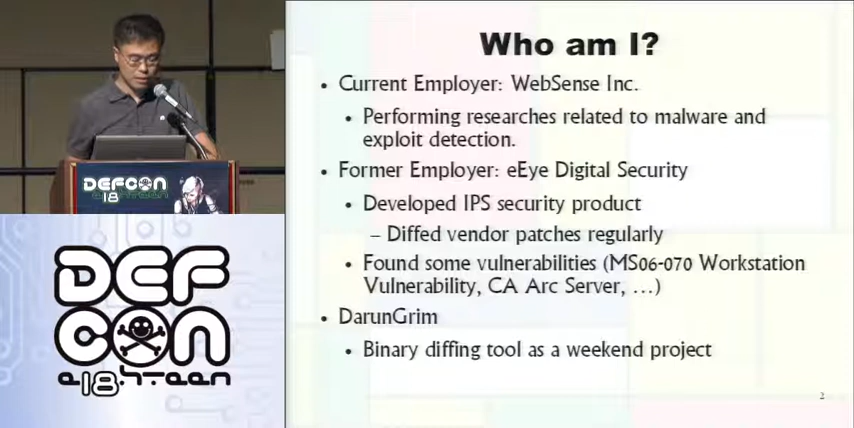 DEFCON
18
DEF
CON
e18hteen
Who am I?
• Current Employer: WebSense Inc.
• Performing researches related to malware and
exploit detection.
• Former Employer: eEye Digital Security
• Developed IPS security product
– Diffed vendor patches regularly
• Found some vulnerabilities (MS06-070 Workstation
Vulnerability, CA Arc Server, …)
• DarunGrim
• Binary diffing tool as a weekend project
2